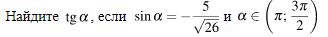 Найдите tg α, если sin α = −5/√26 и α ∈ (π; 3π/2)